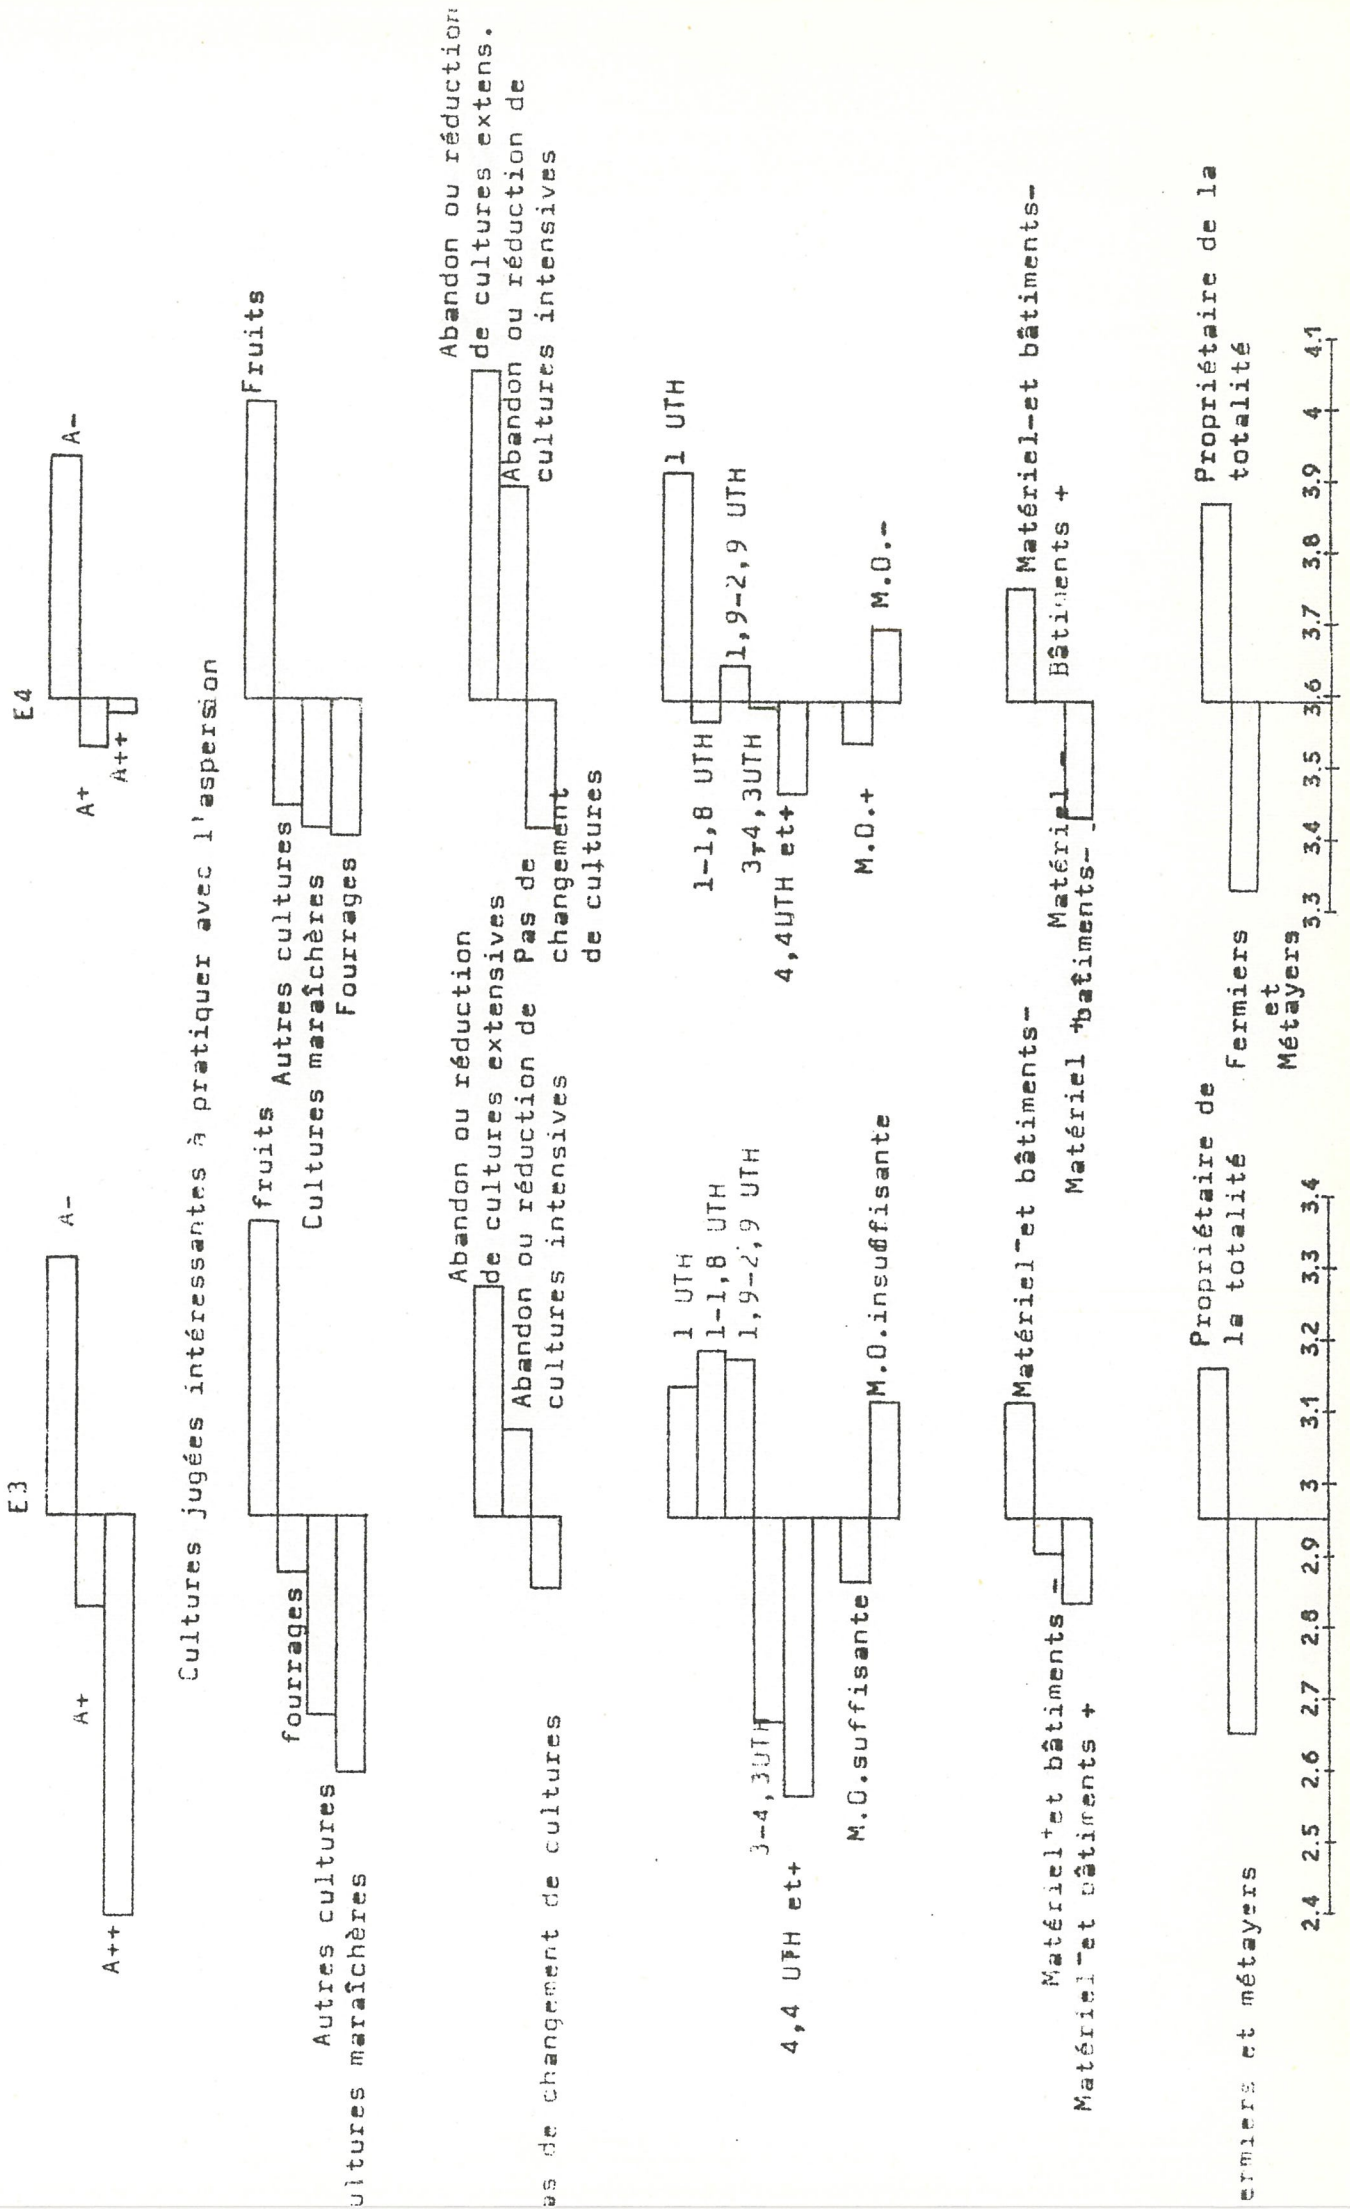 E3
A-
A+
A++
E4
A-
A+
A++
Cultures jugées intéressantes à pratiquer avec l'aspersion
fruits
fourrages
Autres cultures
ultures maraîchères
Fruits
Autres cultures
Cultures maraîchères
Fourrages
Abandon ou réduction
de cultures extensives
Abandon ou réduction de
cultures intensives
as de changement de cultures
Abandon ou réduction
de cultures extens.
Abandon ou réduction de
cultures intensives
Pas de
changement
changement
de cultures
de cultures
1 UTH
1-1,8 UTH
1,9-2,9 UTH
3-4,3UTH
4,4 UTH et+
M.O.suffisante
M.O.insuffisante
1 UTH
1-1,8 UTH
1,9-2,9 UTH
3-4,3UTH
4,4UTH et+
M.O.+
M.O.-
Matériel-et bâtiments-
Matériel+et bâtiments -
Matériel-et bâtiments +
Matériel-et bâtiments-
Bâtiments +
Matériel -
Matériel +batiments-
Propriétaire de
la totalité
ermiers et métayers
Propriétaire de la
totalité
Fermiers
et
Métayers
2.4 2.5 2.6 2.7 2.8 2.9 3 3.1 3.2 3.3 3.4
3.3 3.4 3.5 3.6 3.7 3.8 3.9 4 4.1